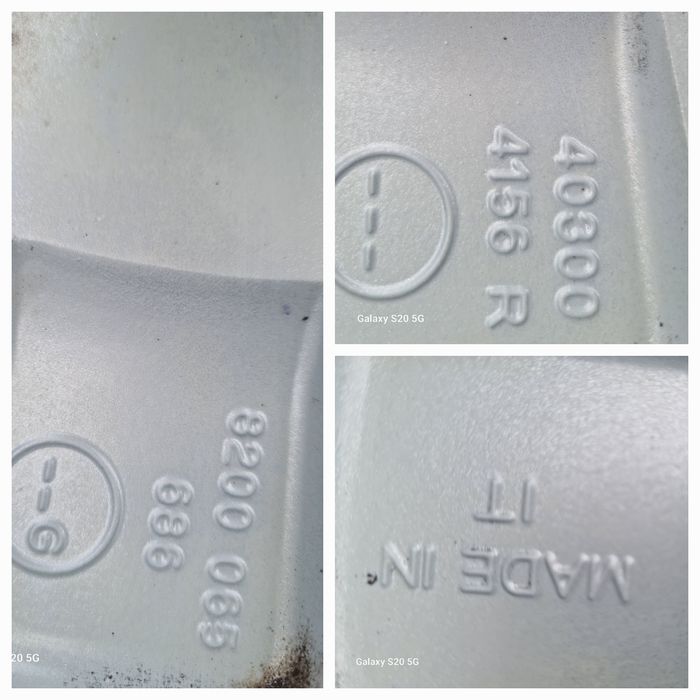 8200 065
686
--G
20 5G
40300
4156 R
---
Galaxy S20 5G
MADE IN
IT
Galaxy S20 5G